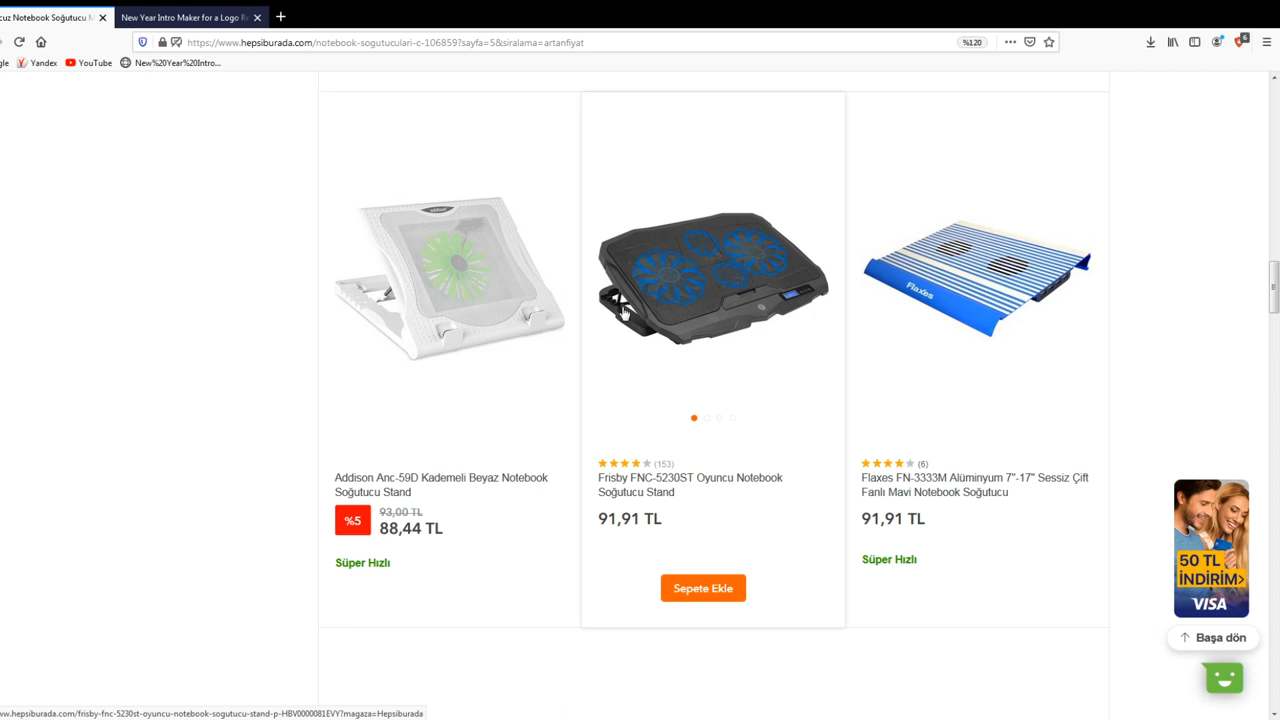 cuz Notebook Soğutucu M
New Year Intro Maker for a Logo Re
https://www.hepsiburada.com/notebook-sogutuculari-c-106859?sayfa=5&siralama=artanfiyat
%120
6
gle
Yandex
YouTube
New%20Year%20Intro...
Flaxes
(153)
(6)
Addison Anc-59D Kademeli Beyaz Notebook
Soğutucu Stand
Frisby FNC-5230ST Oyuncu Notebook
Soğutucu Stand
Flaxes FN-3333M Alüminyum 7"-17" Sessiz Çift
Fanlı Mavi Notebook Soğutucu
%5
93,00 TL
88,44 TL
91,91 TL
91,91 TL
Süper Hızlı
Süper Hızlı
Sepete Ekle
50 TL
İNDİRİM>
VISA
Başa dön
ww.hepsiburada.com/frisby-fnc-5230st-oyuncu-notebook-sogutucu-stand-p-HBV0000081EVY?magaza=Hepsiburada